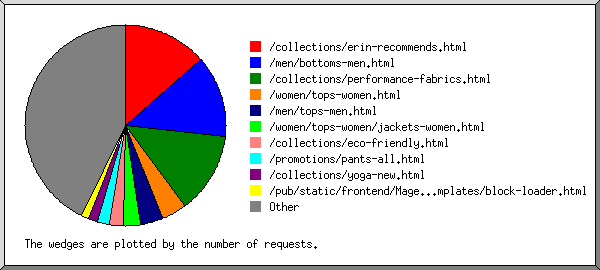 /collections/erin-recommends.html
/men/bottoms-men.html
/collections/performance-fabrics.html
/women/tops-women.html
/men/tops-men.html
/women/tops-women/jackets-women.html
/collections/eco-friendly.html
/promotions/pants-all.html
/collections/yoga-new.html
/pub/static/frontend/Mage...mplates/block-loader.html
Other
The wedges are plotted by the number of requests.